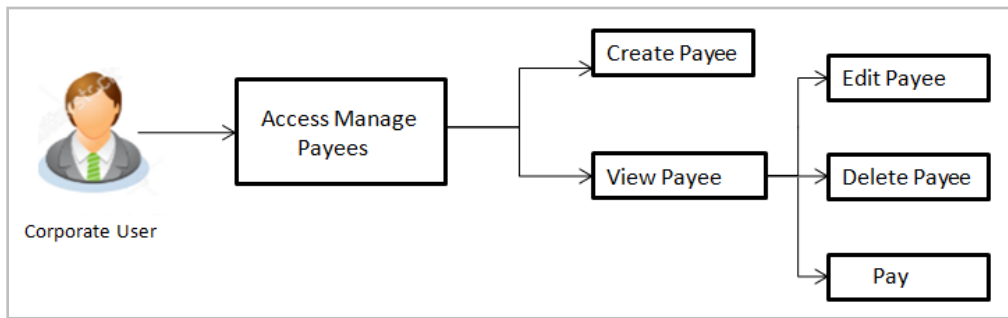 Create Payee
Edit Payee
Access Manage
Payees
View Payee
Delete Payee
Corporate User
Pay